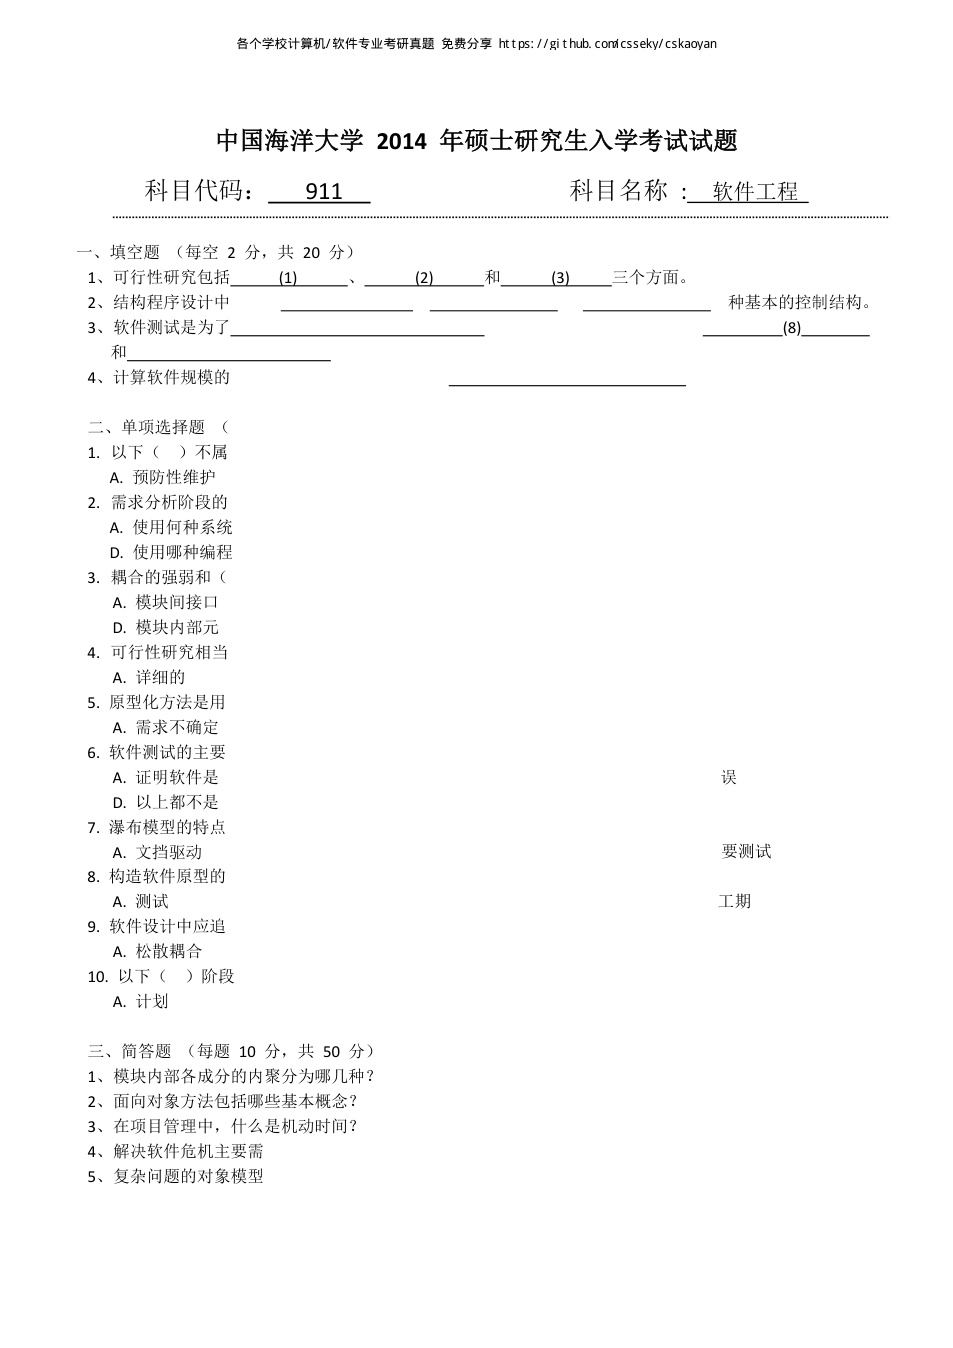 各个学校计算机/软件专业考研真题 免费分享 https://github.com/csseky/cskaoyan
中国海洋大学 2014 年硕士研究生入学考试试题
科目代码： 911 科目名称 : 软件工程
一、填空题 （每空 2 分，共 20 分）
1、可行性研究包括 (1) 、 (2) 和 (3) 三个方面。
2、结构程序设计中 种基本的控制结构。
3、软件测试是为了 (8)
和
4、计算软件规模的
二、单项选择题 （
1. 以下（ ）不属
A. 预防性维护
2. 需求分析阶段的
A. 使用何种系统
D. 使用哪种编程
3. 耦合的强弱和（
A. 模块间接口
D. 模块内部元
4. 可行性研究相当
A. 详细的
5. 原型化方法是用
A. 需求不确定
6. 软件测试的主要
A. 证明软件是 误
D. 以上都不是
7. 瀑布模型的特点
A. 文挡驱动 要测试
8. 构造软件原型的
A. 测试 工期
9. 软件设计中应追
A. 松散耦合
10. 以下（ ）阶段
A. 计划
三、简答题 （每题 10 分，共 50 分）
1、模块内部各成分的内聚分为哪几种？
2、面向对象方法包括哪些基本概念？
3、在项目管理中，什么是机动时间？
4、解决软件危机主要需
5、复杂问题的对象模型